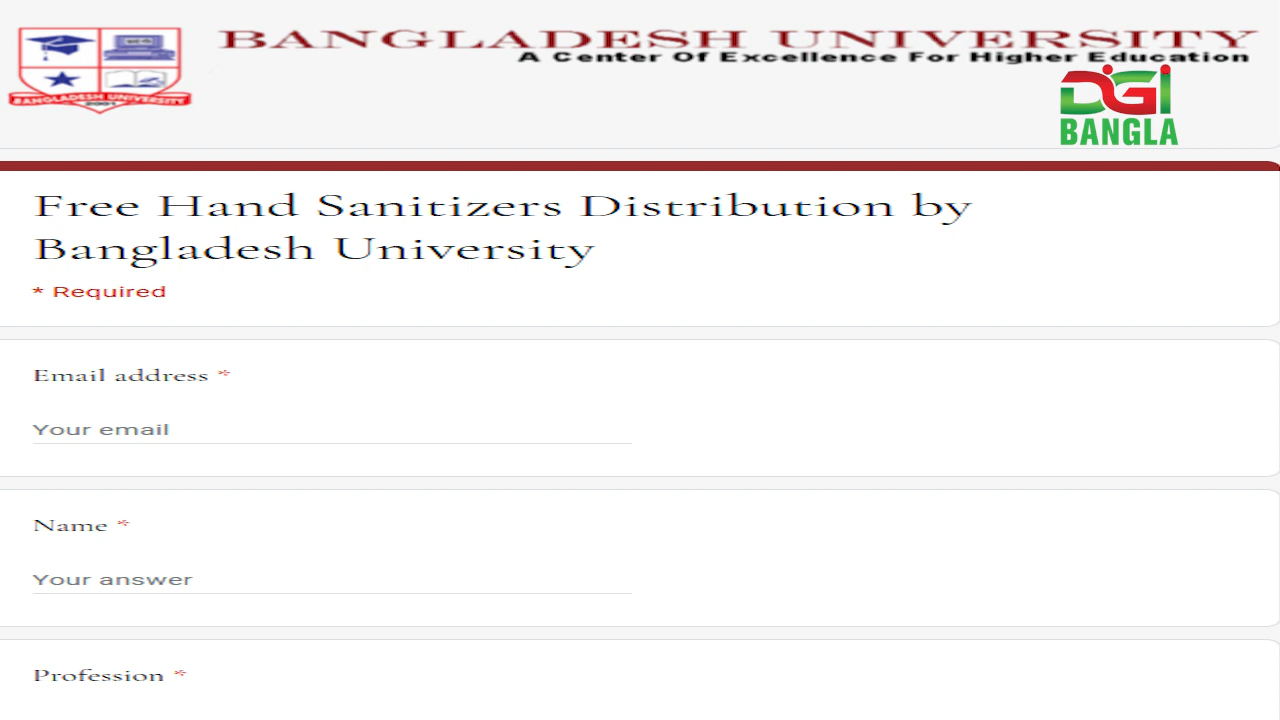 BANGLADESH UNIVERSITY
A Center Of Excellence For Higher Education
BANGLADESH UNIVERSITY
2001
DIGI
BANGLA
Free Hand Sanitizers Distribution by
Bangladesh University
* Required
Email address *
Your email
Name *
Your answer
Profession *